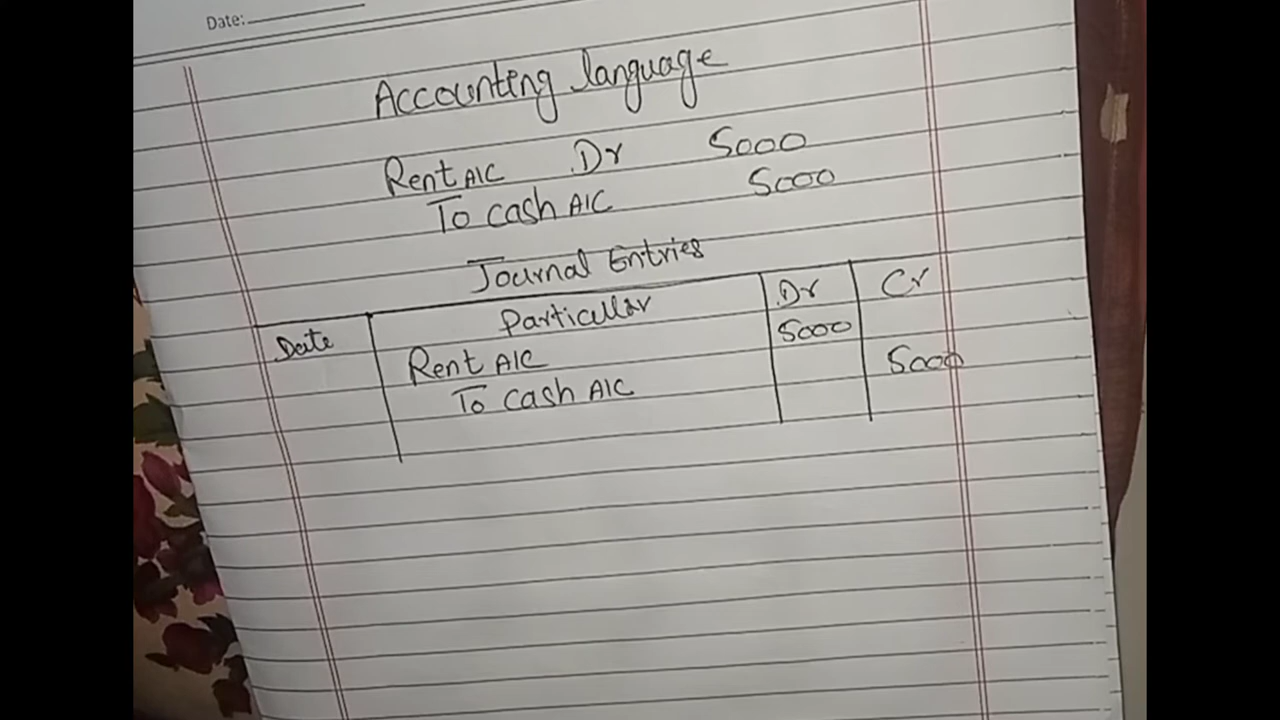 Date:
Accounting language
Rent A/C Dr 5000
To cash A/C 5000
Journal Entries
Date Particular Dr Cr
Rent A/C 5000
To cash A/C 5000